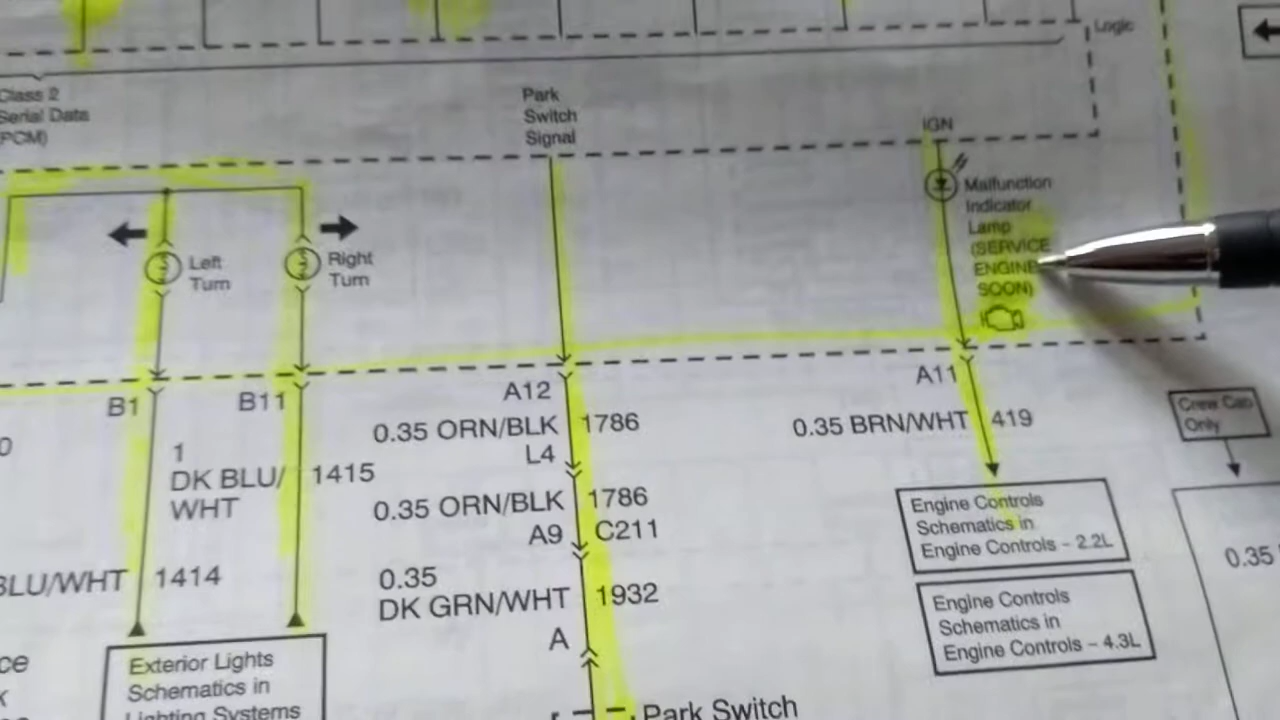 Logic
Class 2
Serial Data
(PCM)
Park
Switch
Signal
IGN
Malfunction
Indicator
Lamp
(SERVICE
ENGINE
SOON)
Left
Turn
Right
Turn
B1
B11
A12
A11
0.35 ORN/BLK 1786
0.35 BRN/WHT 419
L4
Crew Cab
Only
1
DK BLU/
WHT
1415
0.35 ORN/BLK 1786
A9 C211
Engine Controls
Schematics in
Engine Controls - 2.2L
0.35
BLU/WHT 1414
0.35
DK GRN/WHT 1932
A
Engine Controls
Schematics in
Engine Controls - 4.3L
Exterior Lights
Schematics in
Lighting Systems
Park Switch